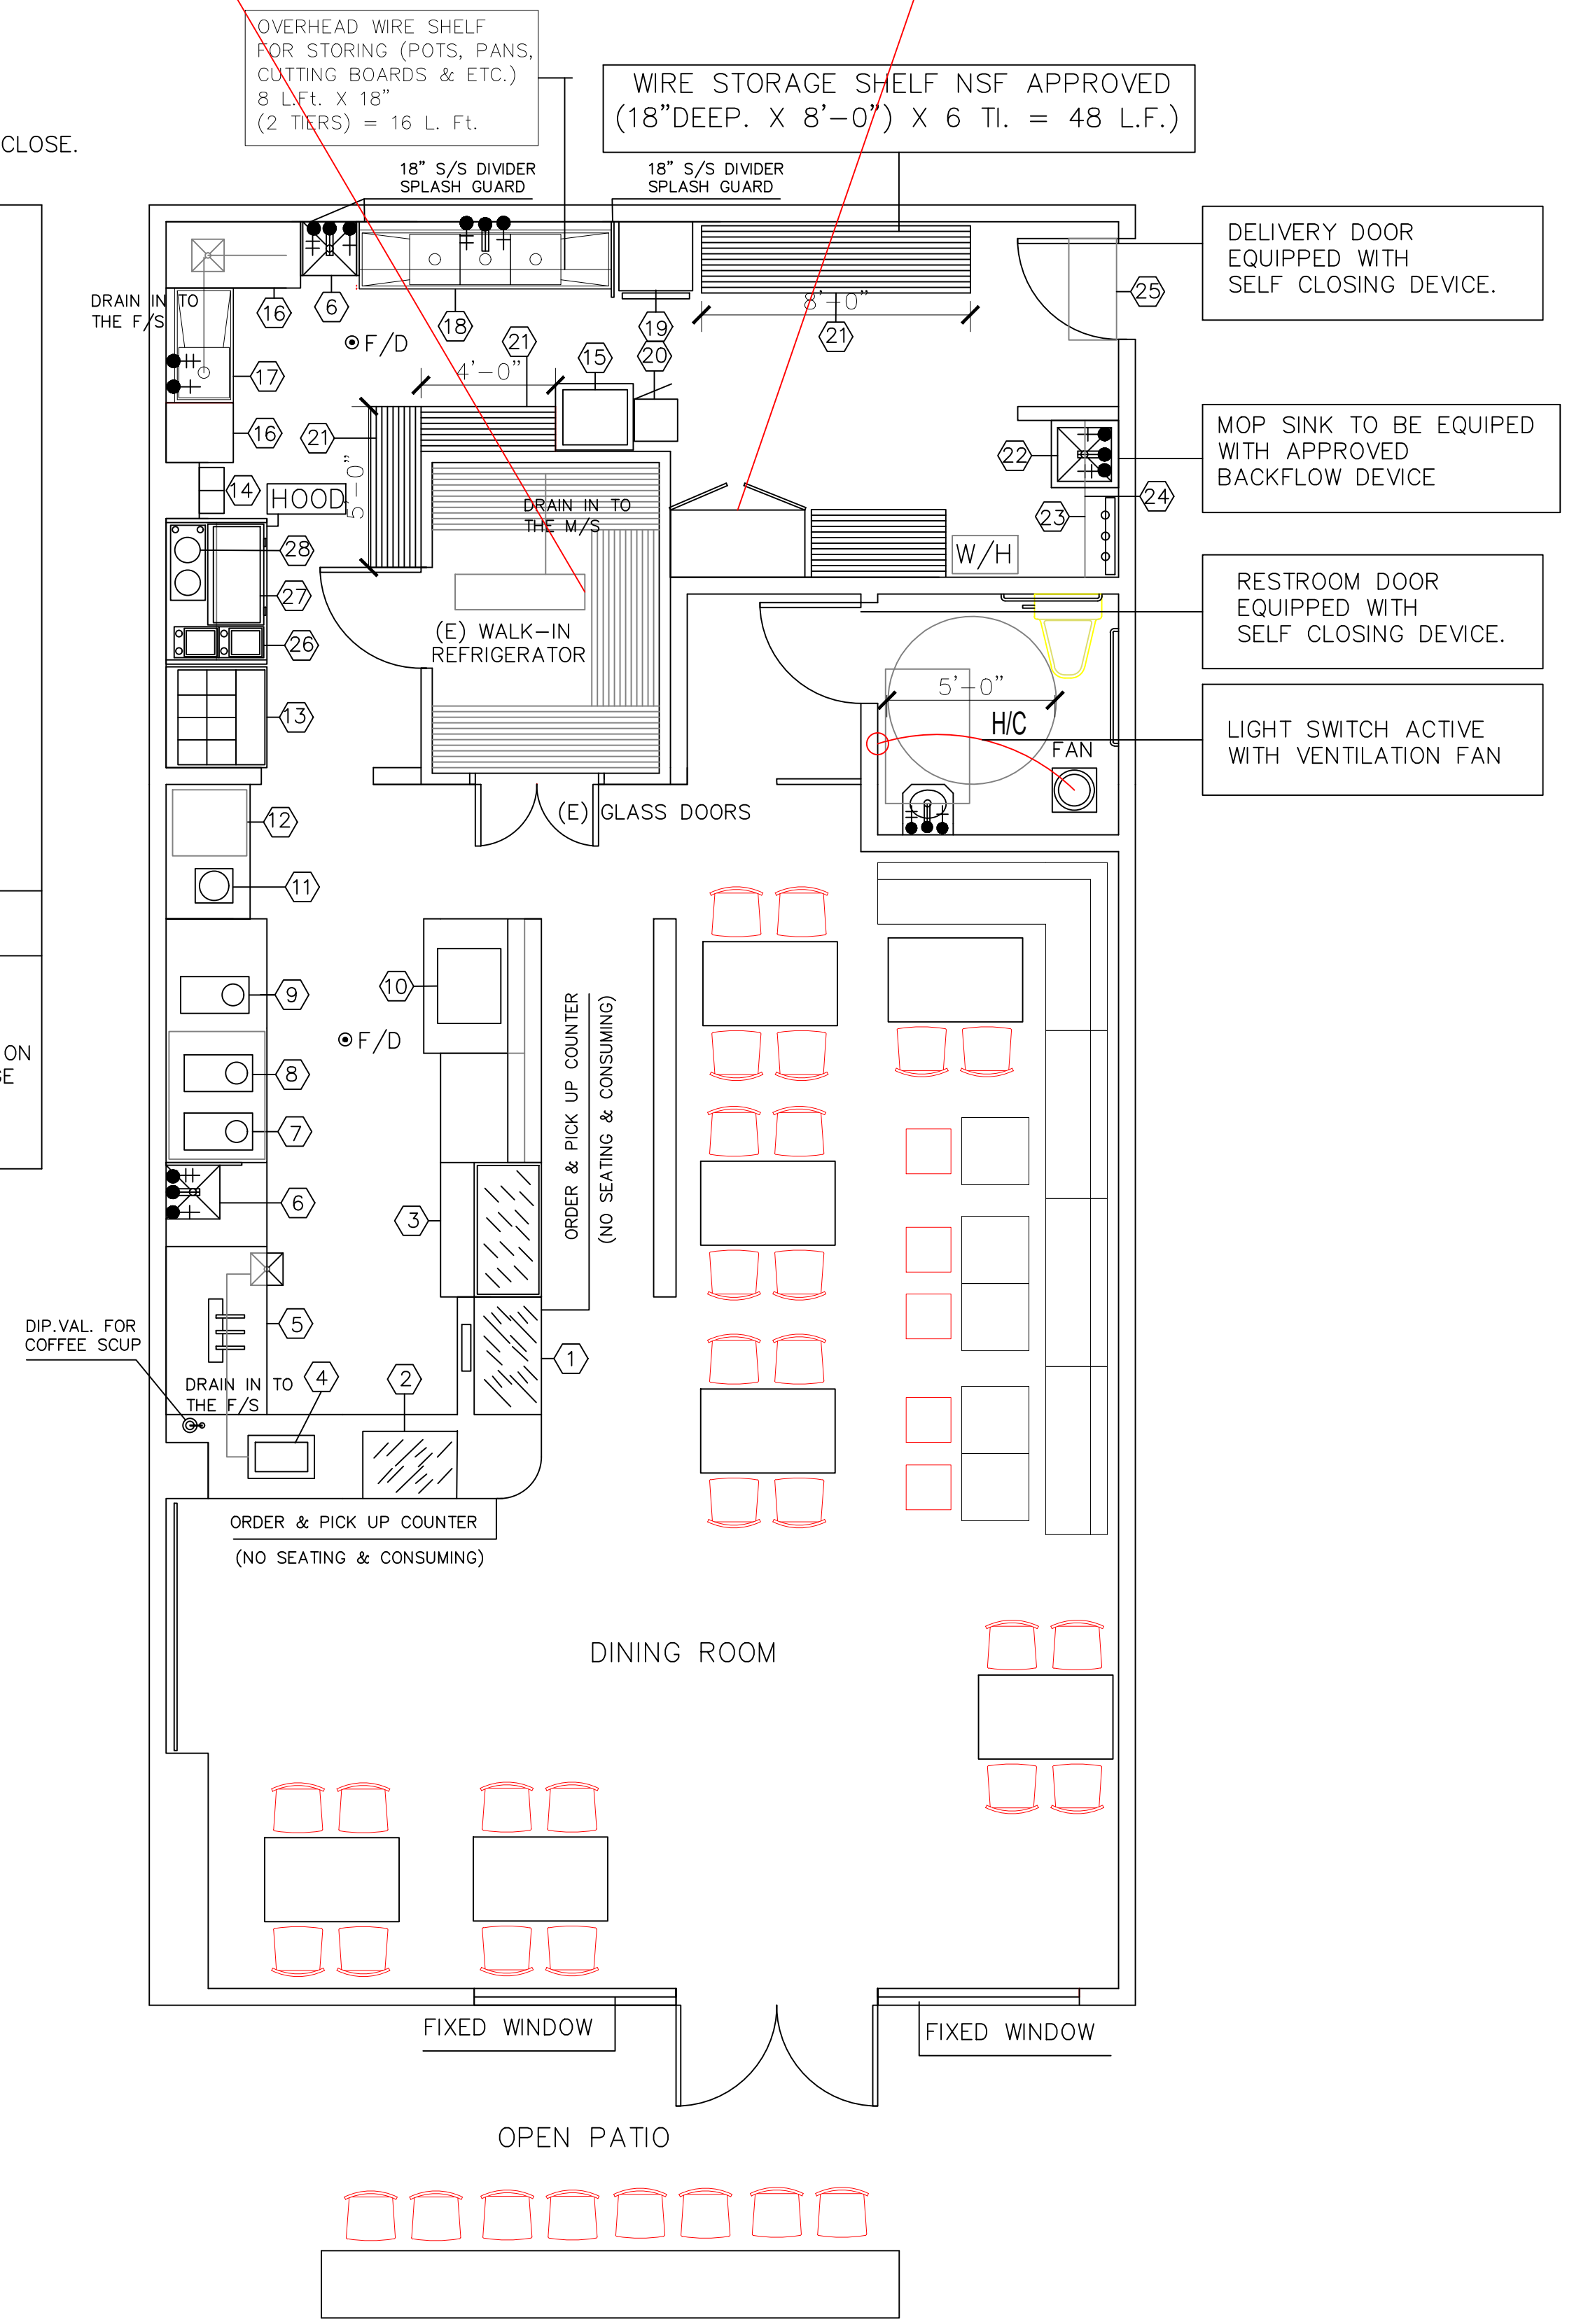 OVERHEAD WIRE SHELF
FOR STORING (POTS, PANS,
CUTTING BOARDS & ETC.)
8 L.Ft. X 18"
(2 TIERS) = 16 L. Ft.
WIRE STORAGE SHELF NSF APPROVED
(18"DEEP. X 8'-0") X 6 TI. = 48 L.F.)
CLOSE.
18" S/S DIVIDER
SPLASH GUARD
18" S/S DIVIDER
SPLASH GUARD
DELIVERY DOOR
EQUIPPED WITH
SELF CLOSING DEVICE.
25
DRAIN IN TO
THE F/S
16
6
18
19
20
8'-0"
21
F/D
21
4'-0"
15
17
16
21
5'-0"
14
HOOD
DRAIN IN TO
THE M/S
MOP SINK TO BE EQUIPED
WITH APPROVED
BACKFLOW DEVICE
22
24
23
W/H
28
27
26
13
(E) WALK-IN
REFRIGERATOR
RESTROOM DOOR
EQUIPPED WITH
SELF CLOSING DEVICE.
5'-0"
H/C
FAN
LIGHT SWITCH ACTIVE
WITH VENTILATION FAN
(E) GLASS DOORS
12
11
9
10
F/D
8
7
6
3
ORDER & PICK UP COUNTER
(NO SEATING & CONSUMING)
ON
DIP.VAL. FOR
COFFEE SCUP
5
1
DRAIN IN TO
THE F/S
4
2
ORDER & PICK UP COUNTER
(NO SEATING & CONSUMING)
DINING ROOM
FIXED WINDOW
FIXED WINDOW
OPEN PATIO